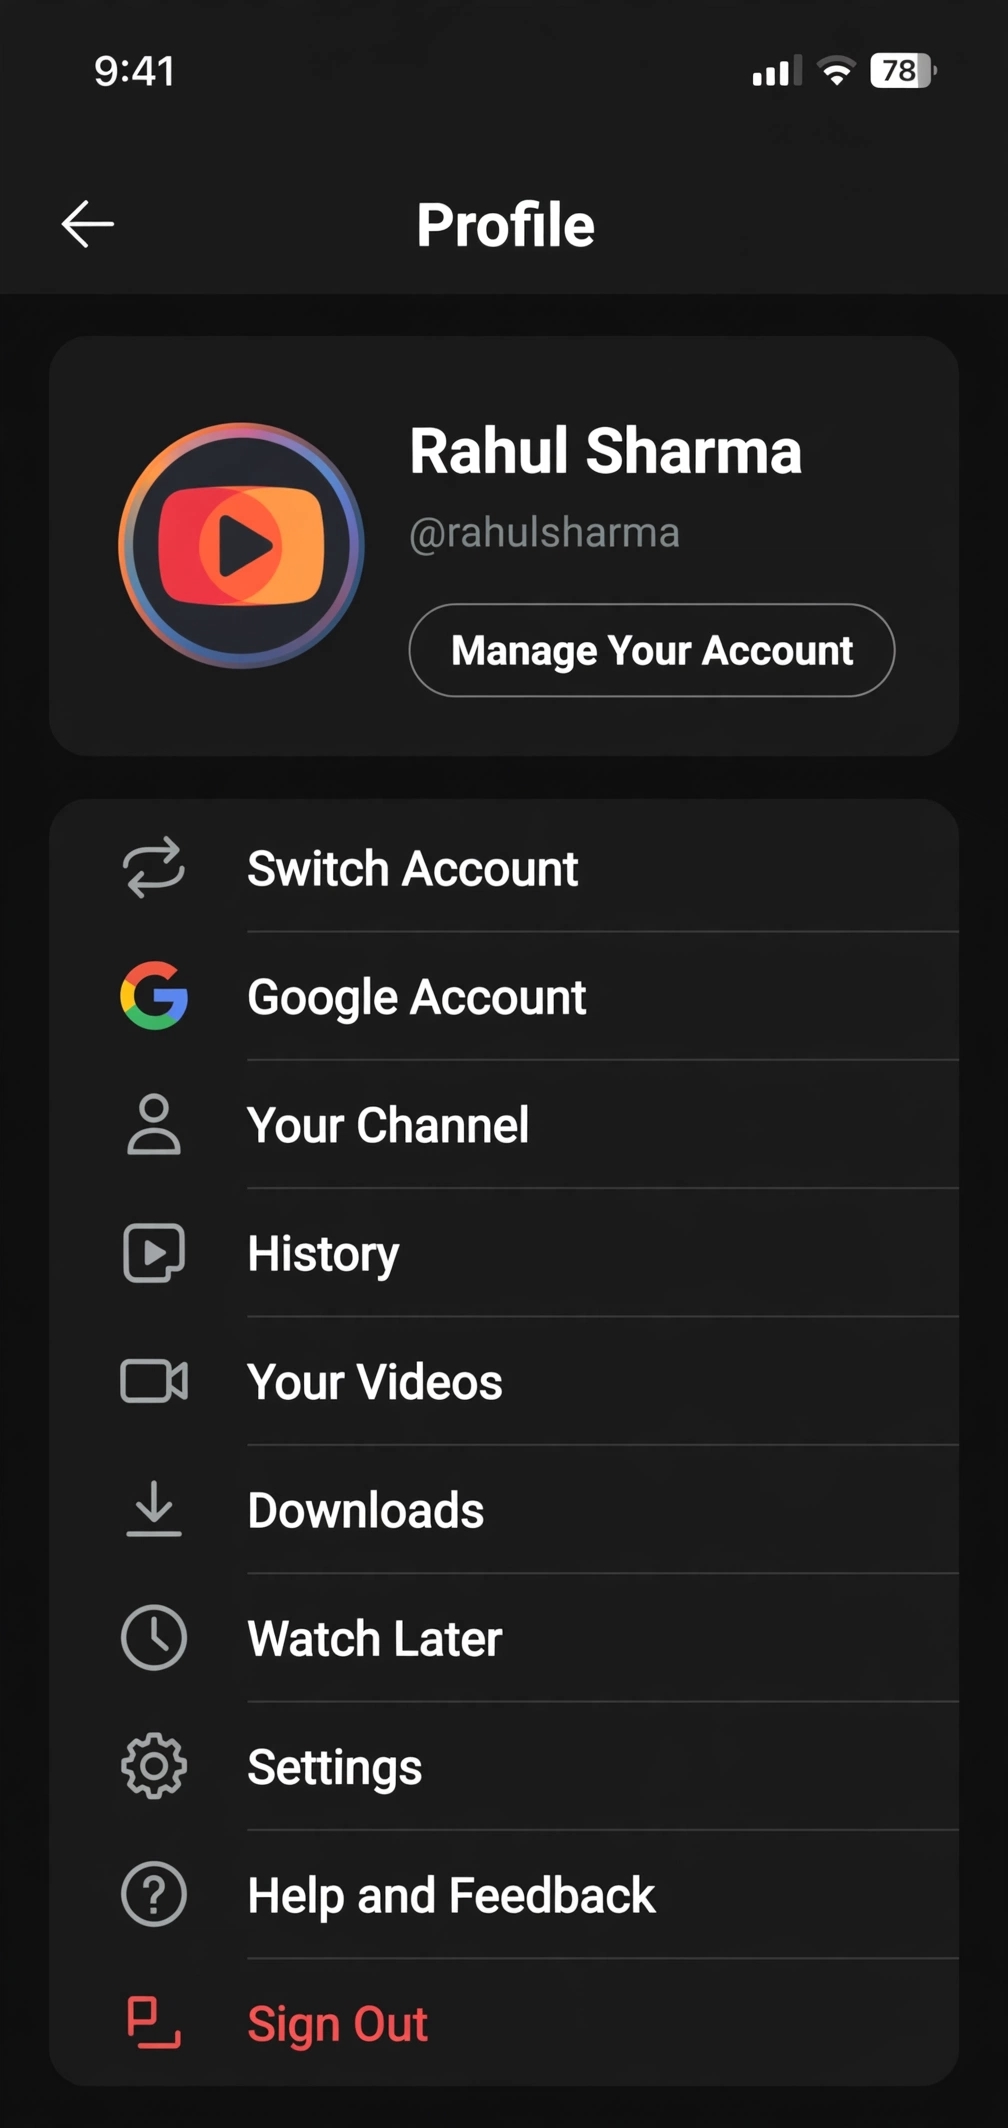 9:41
78
Profile
Rahul Sharma
@rahulsharma
Manage Your Account
Switch Account
Google Account
Your Channel
History
Your Videos
Downloads
Watch Later
Settings
Help and Feedback
Sign Out